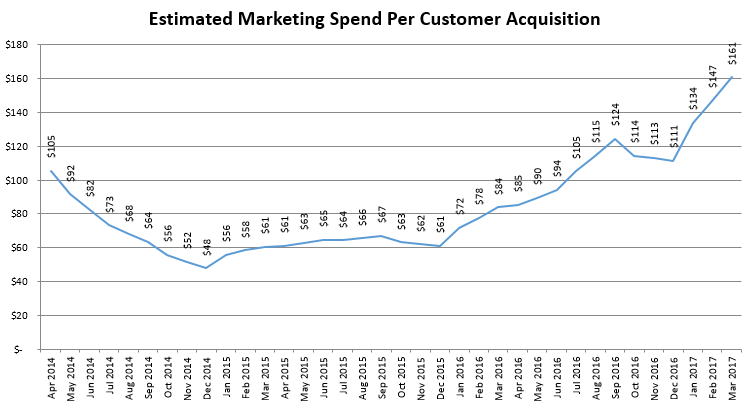 Estimated Marketing Spend Per Customer Acquisition
$180
$160
$140
$120
$100
$80
$60
$40
$20
$-
$105
$92
$82
$73
$68
$64
$56
$52
$48
$56
$58
$61
$61
$63
$65
$64
$66
$67
$63
$62
$61
$72
$78
$84
$85
$90
$94
$105
$115
$124
$114
$113
$111
$134
$147
$161
Apr 2014
May 2014
Jun 2014
Jul 2014
Aug 2014
Sep 2014
Oct 2014
Nov 2014
Dec 2014
Jan 2015
Feb 2015
Mar 2015
Apr 2015
May 2015
Jun 2015
Jul 2015
Aug 2015
Sep 2015
Oct 2015
Nov 2015
Dec 2015
Jan 2016
Feb 2016
Mar 2016
Apr 2016
May 2016
Jun 2016
Jul 2016
Aug 2016
Sep 2016
Oct 2016
Nov 2016
Dec 2016
Jan 2017
Feb 2017
Mar 2017